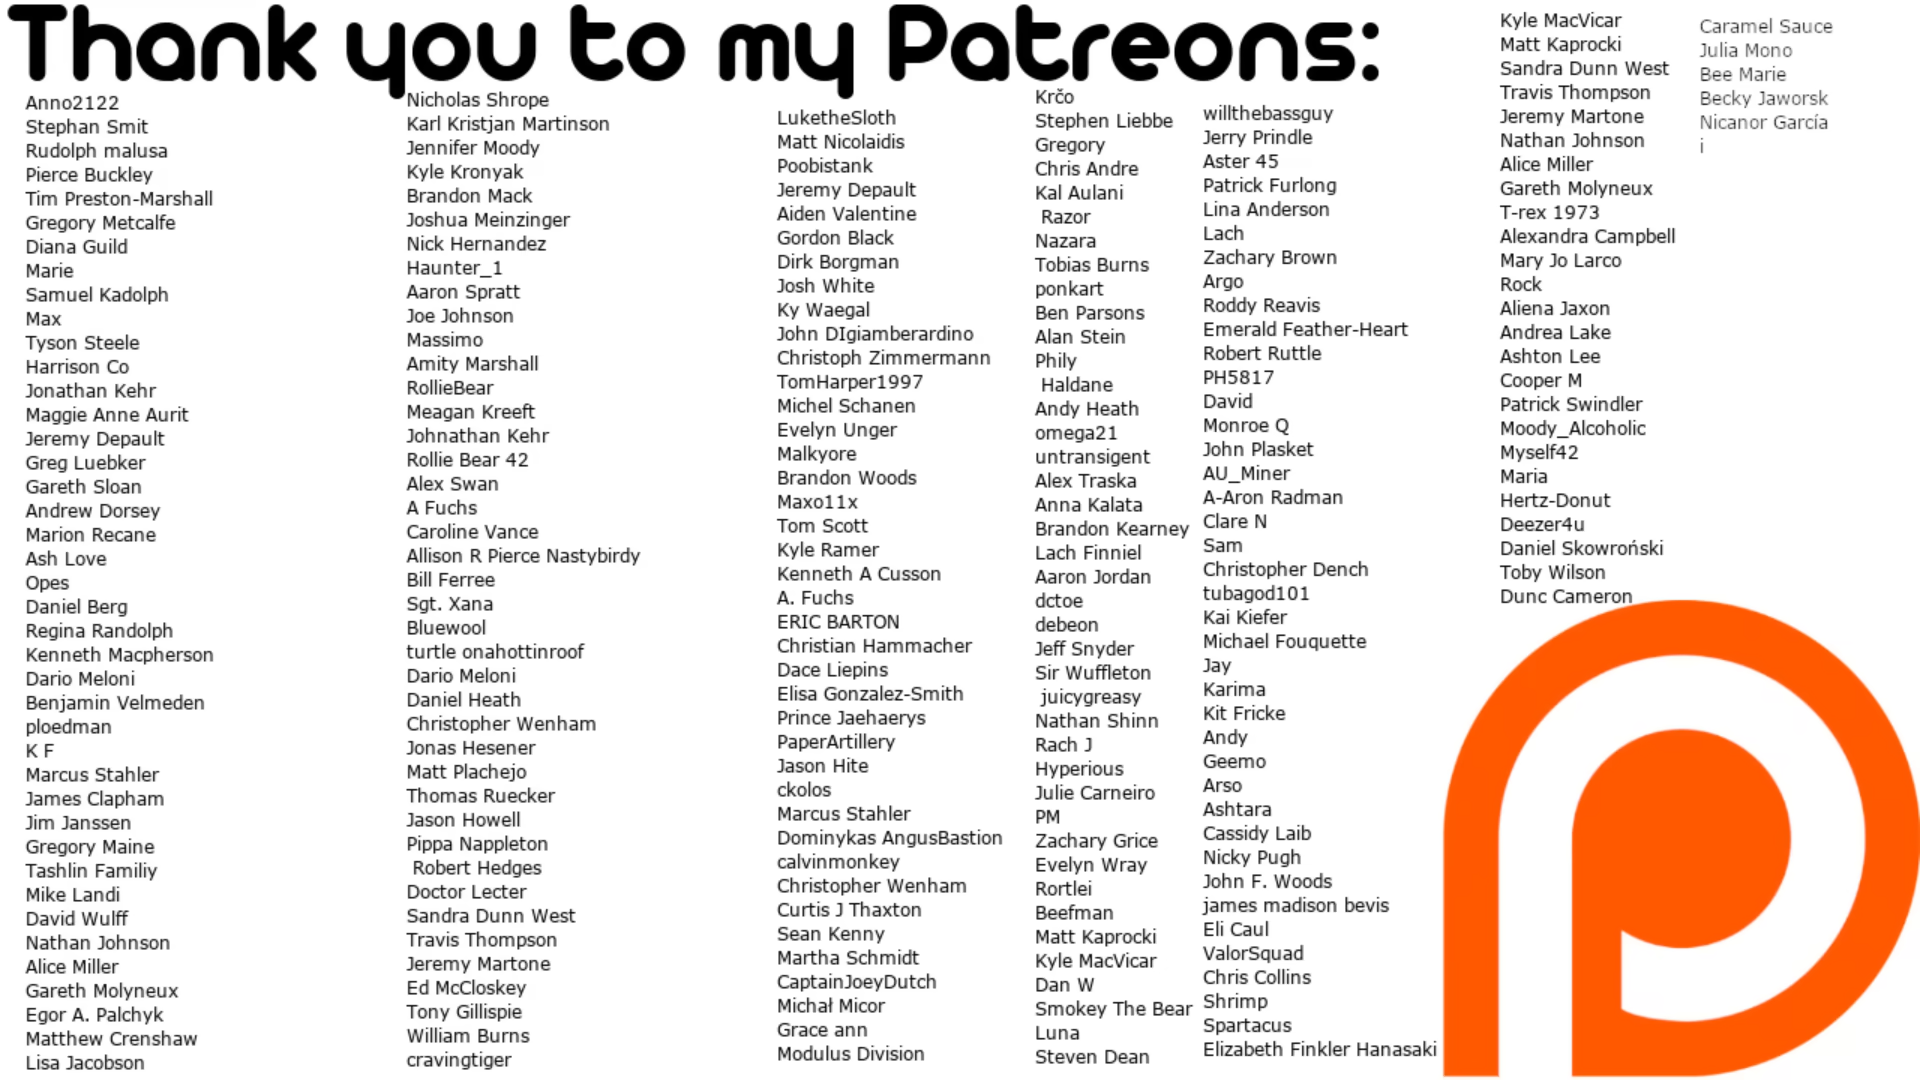 Thank you to my Patreons:
Anno2122
Stephan Smit
Rudolph malusa
Pierce Buckley
Tim Preston-Marshall
Gregory Metcalfe
Diana Guild
Marie
Samuel Kadolph
Max
Tyson Steele
Harrison Co
Jonathan Kehr
Maggie Anne Aurit
Jeremy Depault
Greg Luebker
Gareth Sloan
Andrew Dorsey
Marion Recane
Ash Love
Opes
Daniel Berg
Regina Randolph
Kenneth Macpherson
Dario Meloni
Benjamin Velmeden
ploedman
K F
Marcus Stahler
James Clapham
Jim Janssen
Gregory Maine
Tashlin Familiy
Mike Landi
David Wulff
Nathan Johnson
Alice Miller
Gareth Molyneux
Egor A. Palchyk
Matthew Crenshaw
Lisa Jacobson
Nicholas Shrope
Karl Kristjan Martinson
Jennifer Moody
Kyle Kronyak
Brandon Mack
Joshua Meinzinger
Nick Hernandez
Haunter_1
Aaron Spratt
Joe Johnson
Massimo
Amity Marshall
RollieBear
Meagan Kreeft
Johnathan Kehr
Rollie Bear 42
Alex Swan
A Fuchs
Caroline Vance
Allison R Pierce Nastybirdy
Bill Ferree
Sgt. Xana
Bluewool
turtle onahottinroof
Dario Meloni
Daniel Heath
Christopher Wenham
Jonas Hesener
Matt Plachejo
Thomas Ruecker
Jason Howell
Pippa Nappleton
Robert Hedges
Doctor Lecter
Sandra Dunn West
Travis Thompson
Jeremy Martone
Ed McCloskey
Tony Gillispie
William Burns
cravingtiger
LuketheSloth
Matt Nicolaidis
Poobistank
Jeremy Depault
Aiden Valentine
Gordon Black
Dirk Borgman
Josh White
Ky Waegal
John DIgiamberardino
Christoph Zimmermann
TomHarper1997
Michel Schanen
Evelyn Unger
Malkyore
Brandon Woods
Maxo11x
Tom Scott
Kyle Ramer
Kenneth A Cusson
A. Fuchs
ERIC BARTON
Christian Hammacher
Dace Liepins
Elisa Gonzalez-Smith
Prince Jaehaerys
PaperArtillery
Jason Hite
ckolos
Marcus Stahler
Dominykas AngusBastion
calvinmonkey
Christopher Wenham
Curtis J Thaxton
Sean Kenny
Martha Schmidt
CaptainJoeyDutch
Michał Micor
Grace ann
Modulus Division
Krčo
Stephen Liebbe
Gregory
Chris Andre
Kal Aulani
Razor
Nazara
Tobias Burns
ponkart
Ben Parsons
Alan Stein
Phily
Haldane
Andy Heath
omega21
untransigent
Alex Traska
Anna Kalata
Brandon Kearney
Lach Finniel
Aaron Jordan
dctoe
debeon
Jeff Snyder
Sir Wuffleton
juicygreasy
Nathan Shinn
Rach J
Hyperious
Julie Carneiro
PM
Zachary Grice
Evelyn Wray
Rortlei
Beefman
Matt Kaprocki
Kyle MacVicar
Dan W
Smokey The Bear
Luna
Steven Dean
willthebassguy
Jerry Prindle
Aster 45
Patrick Furlong
Lina Anderson
Lach
Zachary Brown
Argo
Roddy Reavis
Emerald Feather-Heart
Robert Ruttle
PH5817
David
Monroe Q
John Plasket
AU_Miner
A-Aron Radman
Clare N
Sam
Christopher Dench
tubagod101
Kai Kiefer
Michael Fouquette
Jay
Karima
Kit Fricke
Andy
Geemo
Arso
Ashtara
Cassidy Laib
Nicky Pugh
John F. Woods
james madison bevis
Eli Caul
ValorSquad
Chris Collins
Shrimp
Spartacus
Elizabeth Finkler Hanasaki
Kyle MacVicar
Matt Kaprocki
Sandra Dunn West
Travis Thompson
Jeremy Martone
Nathan Johnson
Alice Miller
Gareth Molyneux
T-rex 1973
Alexandra Campbell
Mary Jo Larco
Rock
Aliena Jaxon
Andrea Lake
Ashton Lee
Cooper M
Patrick Swindler
Moody_Alcoholic
Myself42
Maria
Hertz-Donut
Deezer4u
Daniel Skowroński
Toby Wilson
Dunc Cameron
Caramel Sauce
Julia Mono
Bee Marie
Becky Jaworsk
Nicanor García
i